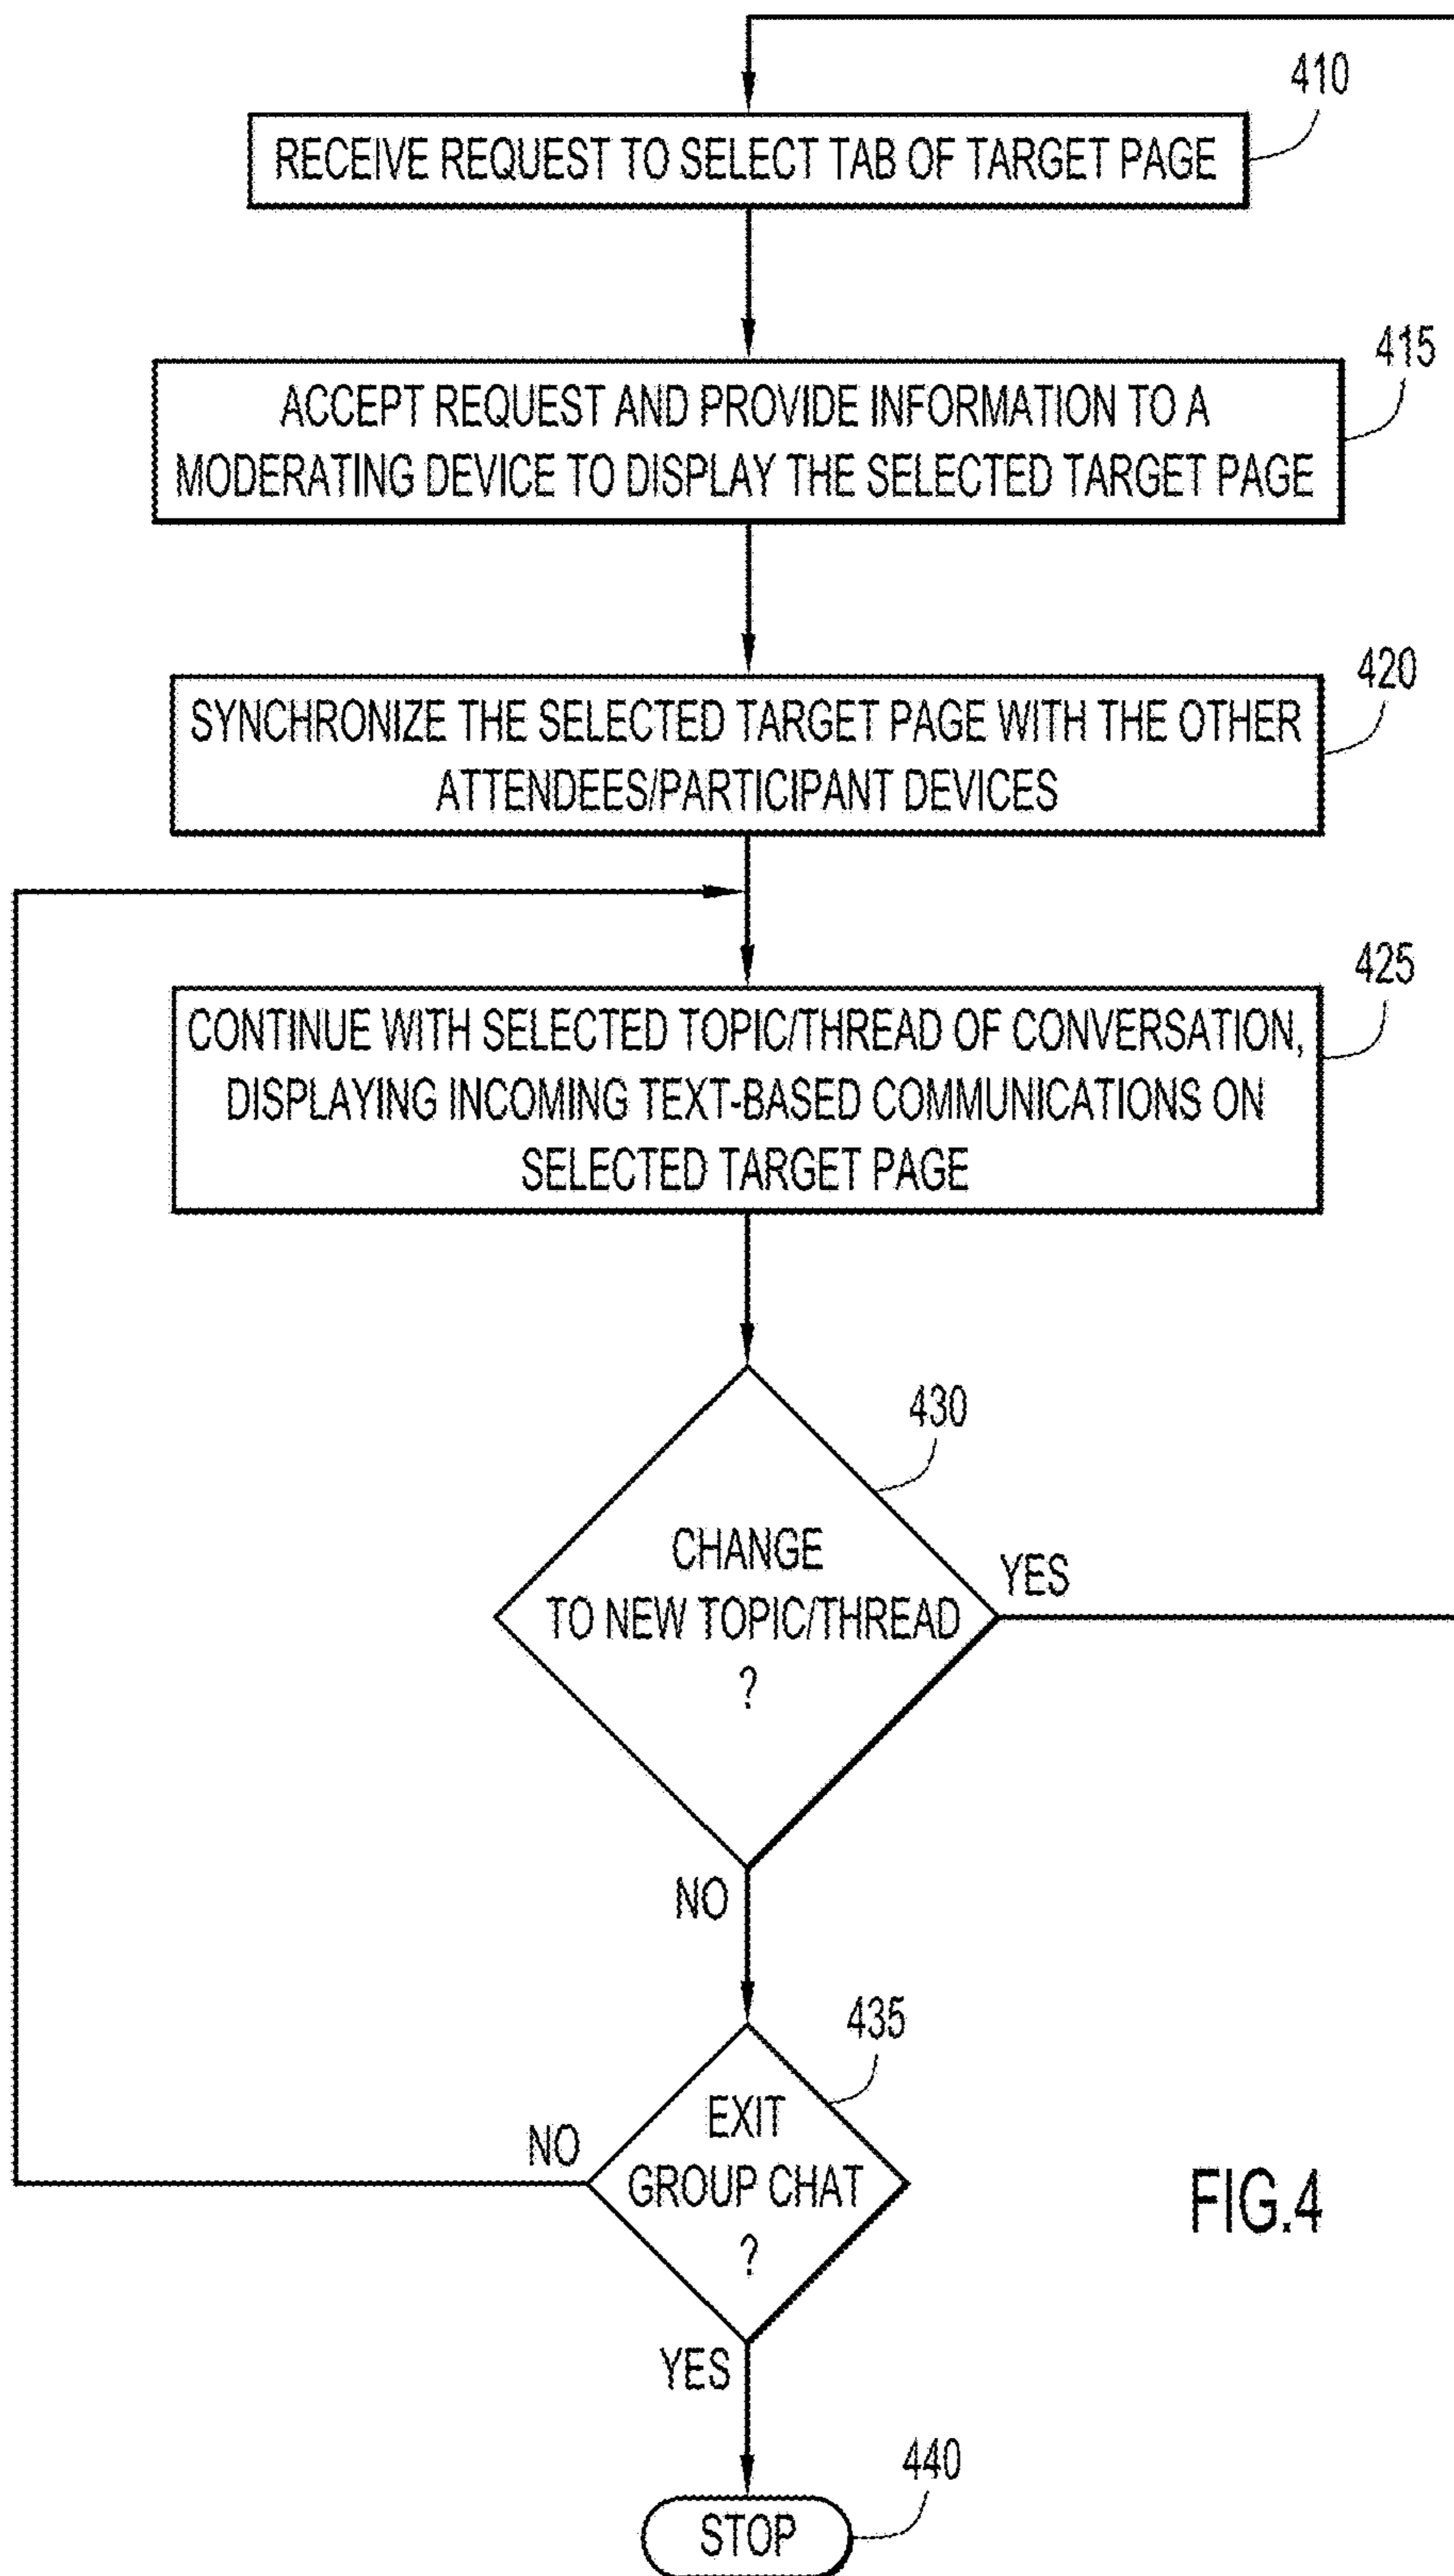 410
RECEIVE REQUEST TO SELECT TAB OF TARGET PAGE
415
ACCEPT REQUEST AND PROVIDE INFORMATION TO A
MODERATING DEVICE TO DISPLAY THE SELECTED TARGET PAGE
420
SYNCHRONIZE THE SELECTED TARGET PAGE WITH THE OTHER
ATTENDEES/PARTICIPANT DEVICES
425
CONTINUE WITH SELECTED TOPIC/THREAD OF CONVERSATION,
DISPLAYING INCOMING TEXT-BASED COMMUNICATIONS ON
SELECTED TARGET PAGE
430
CHANGE
TO NEW TOPIC/THREAD
?
YES
NO
435
EXIT
GROUP CHAT
?
NO
YES
440
STOP
FIG.4